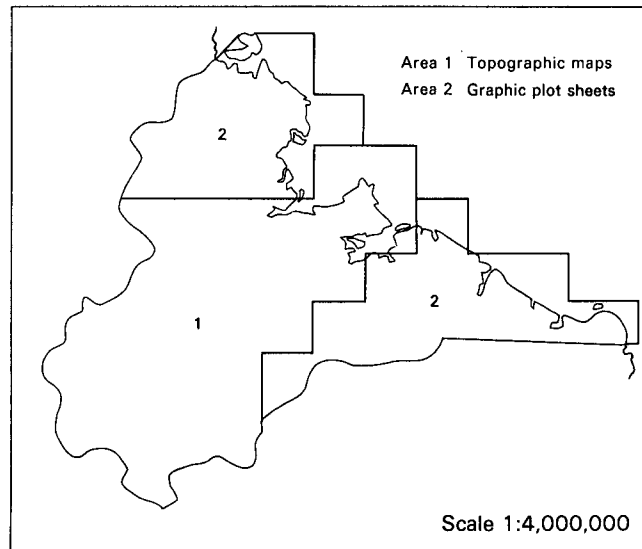 Area 1 Topographic maps
Area 2 Graphic plot sheets
2
1
2
Scale 1:4,000,000